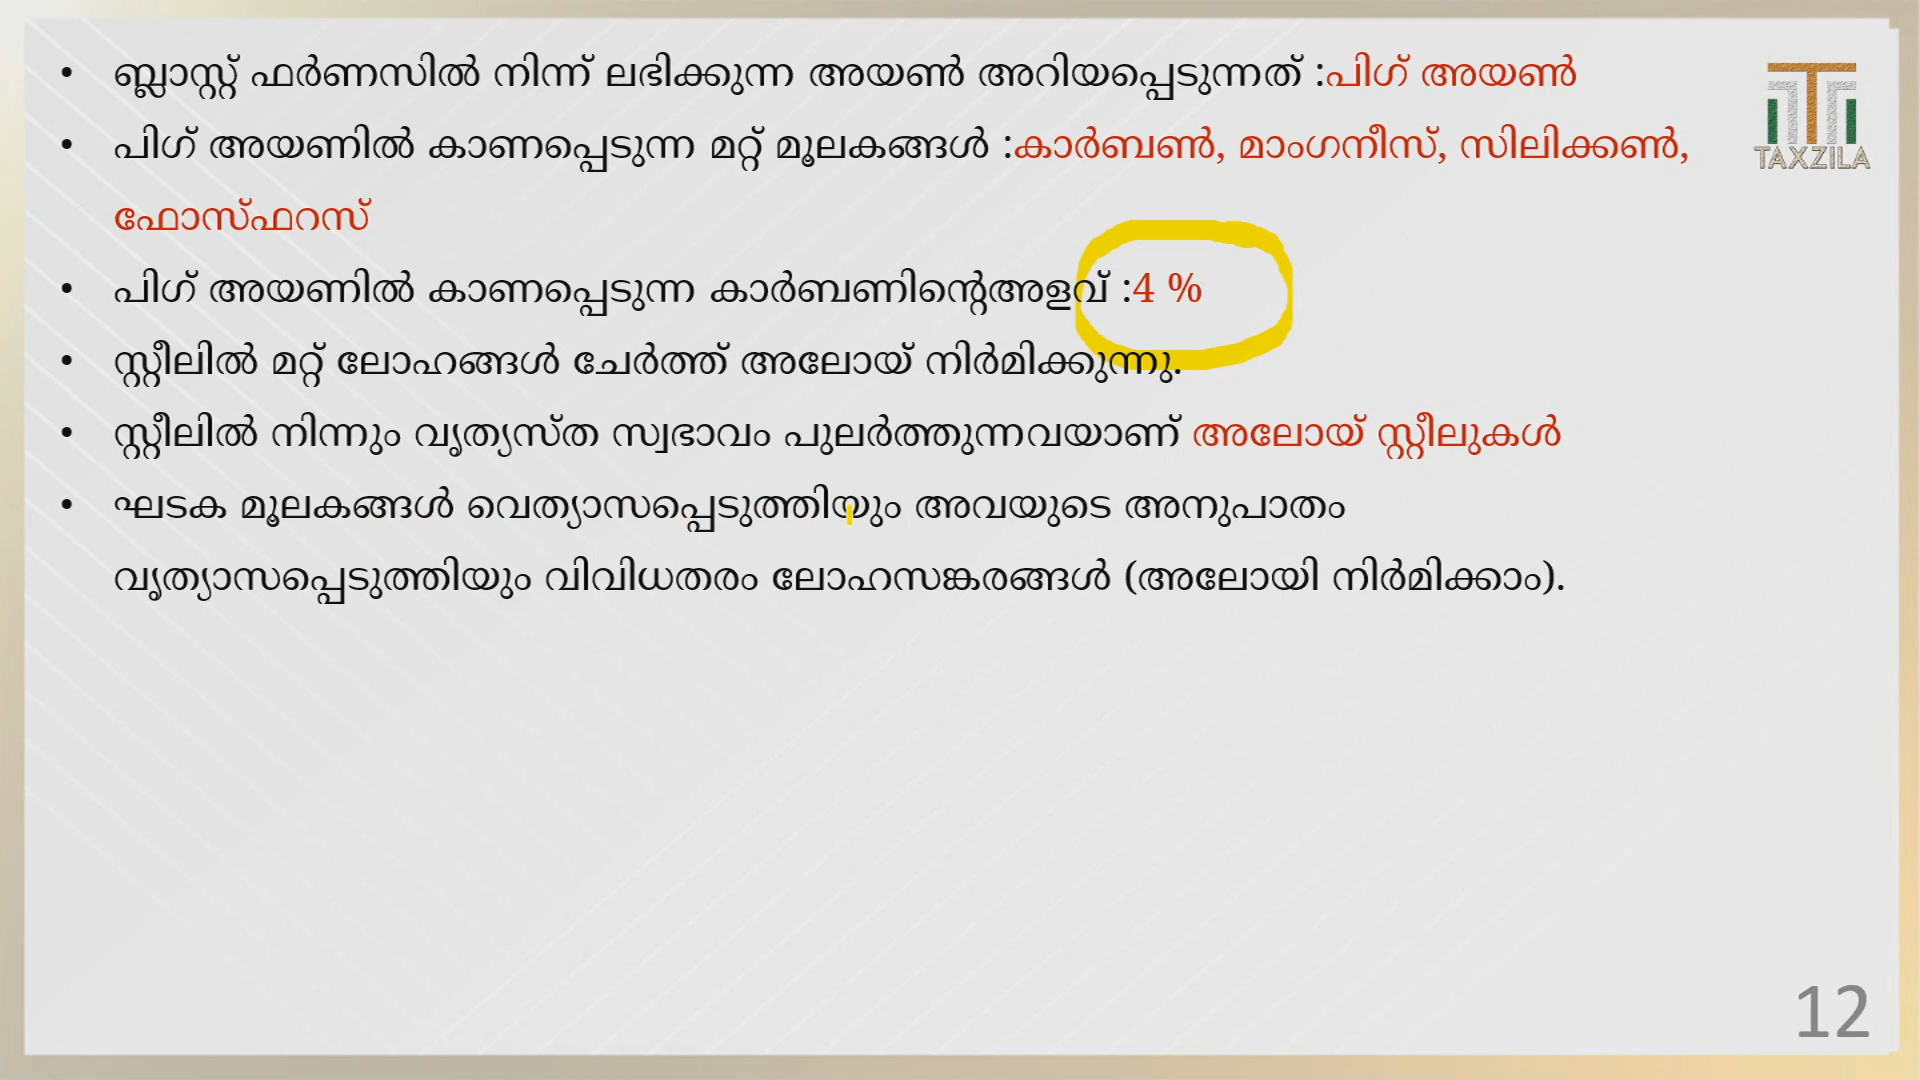 • ബ്ലാസ്റ്റ് ഫർണസിൽ നിന്ന് ലഭിക്കുന്ന അയൺ അറിയപ്പെടുന്നത് :പിഗ് അയൺ
• പിഗ് അയണിൽ കാണപ്പെടുന്ന മറ്റ് മൂലകങ്ങൾ :കാർബൺ, മാംഗനീസ്, സിലിക്കൺ,
ഫോസ്ഫറസ്
• പിഗ് അയണിൽ കാണപ്പെടുന്ന കാർബണിന്റെഅളവ് :4 %
• സ്റ്റീലിൽ മറ്റ് ലോഹങ്ങൾ ചേർത്ത് അലോയ് നിർമിക്കുന്നു.
• സ്റ്റീലിൽ നിന്നും വൃത്യസ്ത സ്വഭാവം പുലർത്തുന്നവയാണ് അലോയ് സ്റ്റീലുകൾ
• ഘടക മൂലകങ്ങൾ വെത്യാസപ്പെടുത്തിയും അവയുടെ അനുപാതം
വൃത്യാസപ്പെടുത്തിയും വിവിധതരം ലോഹസങ്കരങ്ങൾ (അലോയി നിർമിക്കാം).
TAXZILA
12